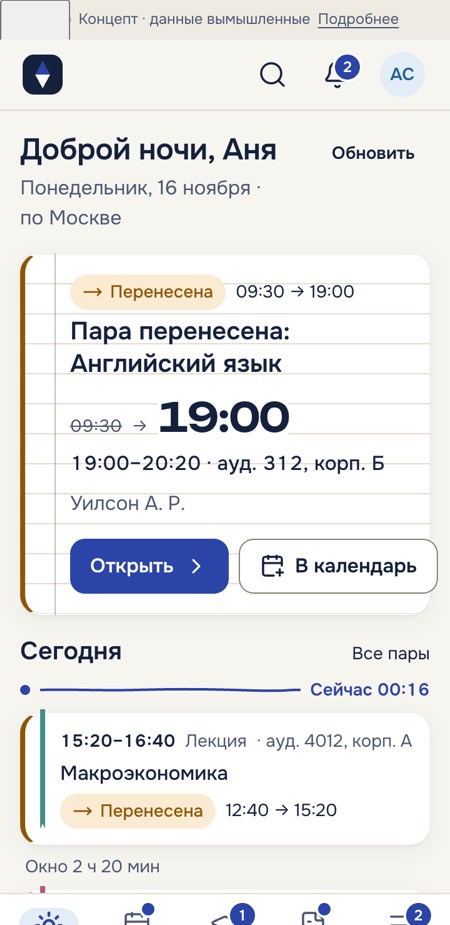 Концепт · данные вымышленные Подробнее
2
АС
Доброй ночи, Аня
Обновить
Понедельник, 16 ноября ·
по Москве
→ Перенесена 09:30 → 19:00
Пара перенесена:
Английский язык
09:30 → 19:00
19:00–20:20 · ауд. 312, корп. Б
Уилсон А. Р.
Открыть
В календарь
Сегодня
Все пары
Сейчас 00:16
15:20–16:40 Лекция · ауд. 4012, корп. А
Макроэкономика
→ Перенесена 12:40 → 15:20
Окно 2 ч 20 мин
1
2